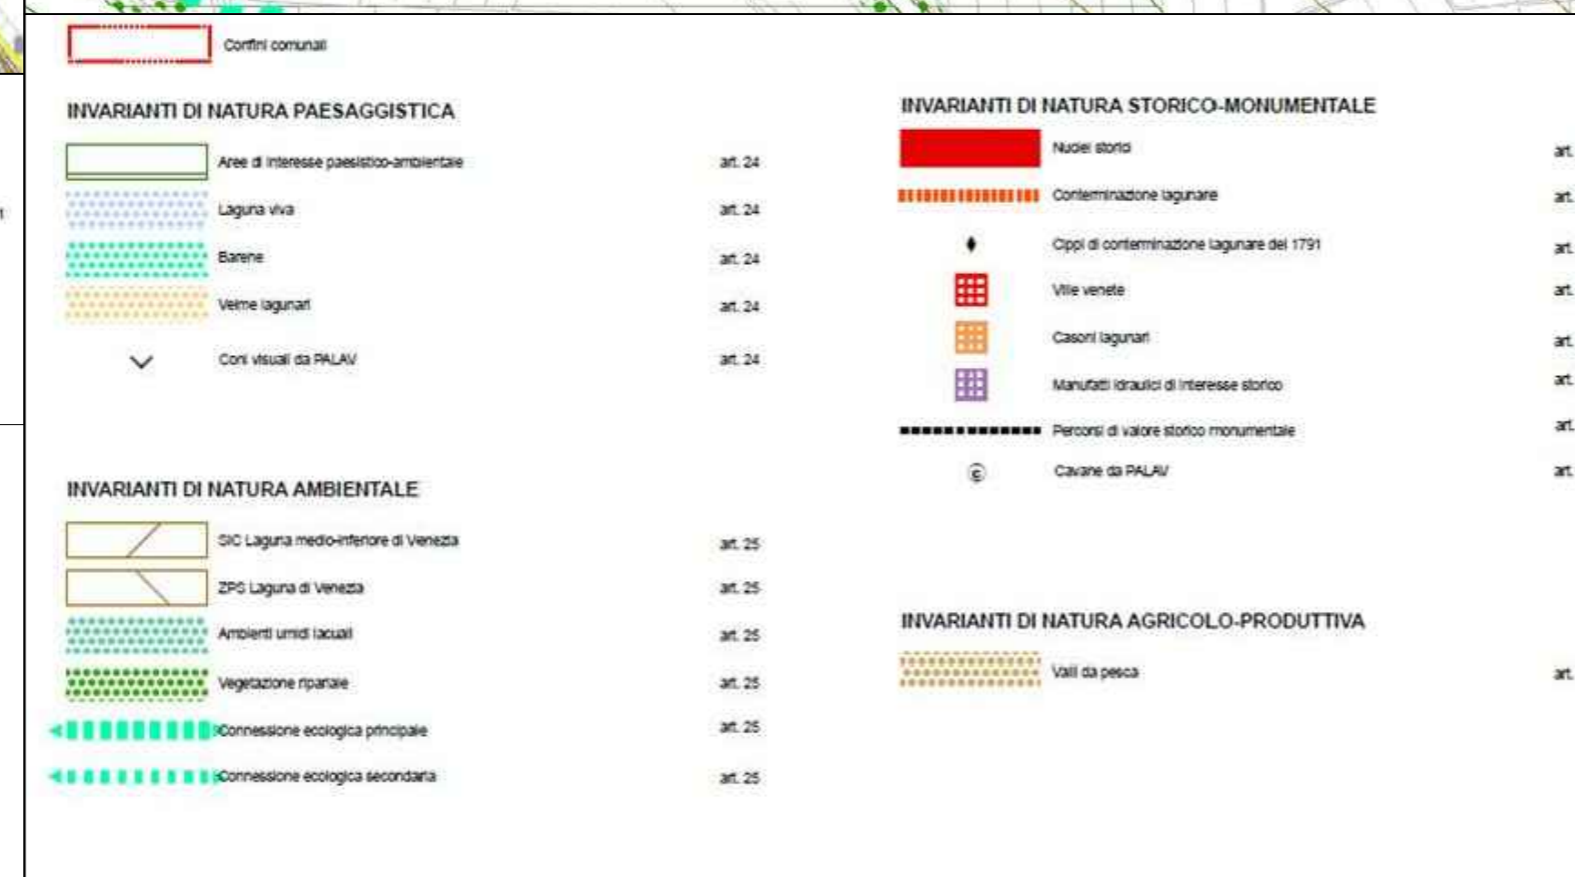 Confini comunali
INVARIANTI DI NATURA PAESAGGISTICA
Aree di interesse paesistico-ambientale art. 24
Laguna viva art. 24
Barene art. 24
Velme lagunari art. 24
Coni visuali da PALAV art. 24
INVARIANTI DI NATURA AMBIENTALE
SIC Laguna medio-inferiore di Venezia art. 25
ZPS Laguna di Venezia art. 25
Ambienti umidi lacuali art. 25
Vegetazione ripariale art. 25
Connessione ecologica principale art. 25
Connessione ecologica secondaria art. 25
INVARIANTI DI NATURA STORICO-MONUMENTALE
Nuclei storici art.
Conterminazione lagunare art.
Cippi di conterminazione lagunare del 1791 art.
Ville venete art.
Casoni lagunari art.
Manufatti idraulici di interesse storico art.
Percorsi di valore storico monumentale art.
c Cavane da PALAV art.
INVARIANTI DI NATURA AGRICOLO-PRODUTTIVA
Valli da pesca art.